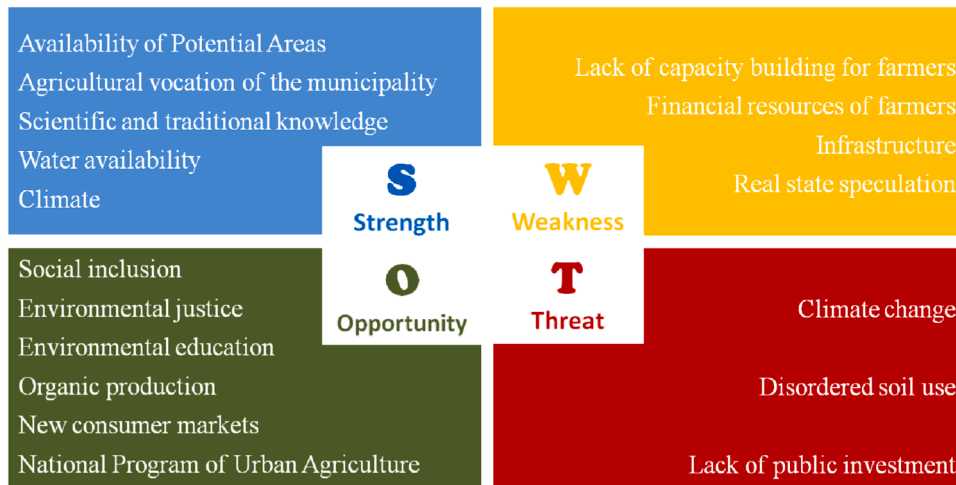 Availability of Potential Areas
Agricultural vocation of the municipality
Scientific and traditional knowledge
Water availability
Climate
Lack of capacity building for farmers
Financial resources of farmers
Infrastructure
Real state speculation
S
Strength
W
Weakness
O
Opportunity
T
Threat
Social inclusion
Environmental justice
Environmental education
Organic production
New consumer markets
National Program of Urban Agriculture
Climate change
Disordered soil use
Lack of public investment